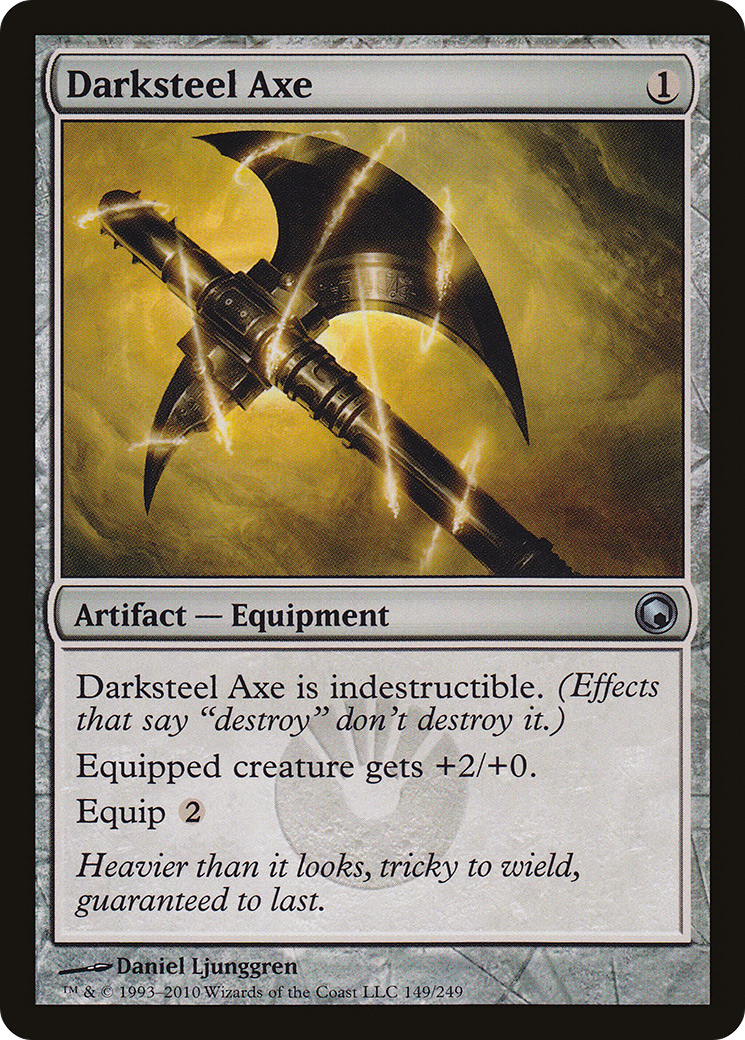 Darksteel Axe 1
Artifact — Equipment
Darksteel Axe is indestructible. (Effects
that say “destroy” don’t destroy it.)
Equipped creature gets +2/+0.
Equip 2
Heavier than it looks, tricky to wield,
guaranteed to last.
Daniel Ljunggren
™ & © 1993–2010 Wizards of the Coast LLC 149/249